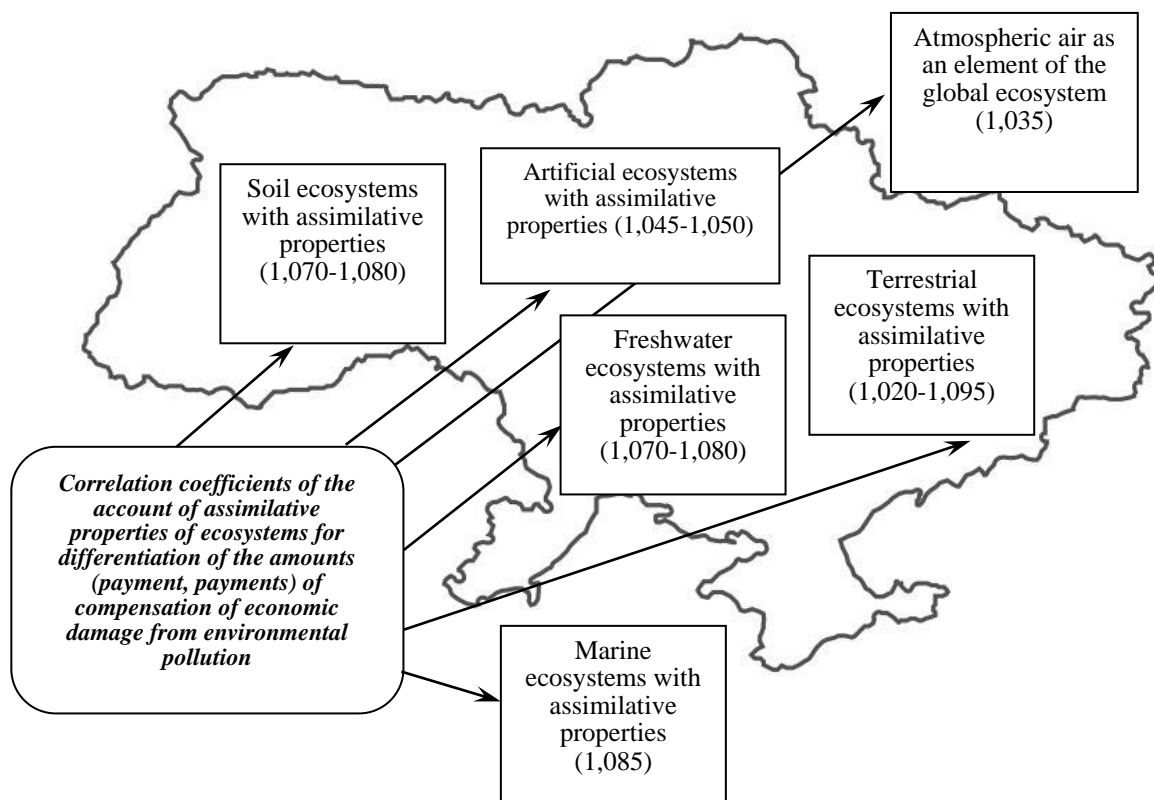 Atmospheric air as
an element of the
global ecosystem
(1,035)
Soil ecosystems
with assimilative
properties
(1,070-1,080)
Artificial ecosystems
with assimilative
properties (1,045-1,050)
Terrestrial
ecosystems with
assimilative
properties
(1,020-1,095)
Freshwater
ecosystems with
assimilative
properties
(1,070-1,080)
Correlation coefficients of the
account of assimilative
properties of ecosystems for
differentiation of the amounts
(payment, payments) of
compensation of economic
damage from environmental
pollution
Marine
ecosystems with
assimilative
properties
(1,085)